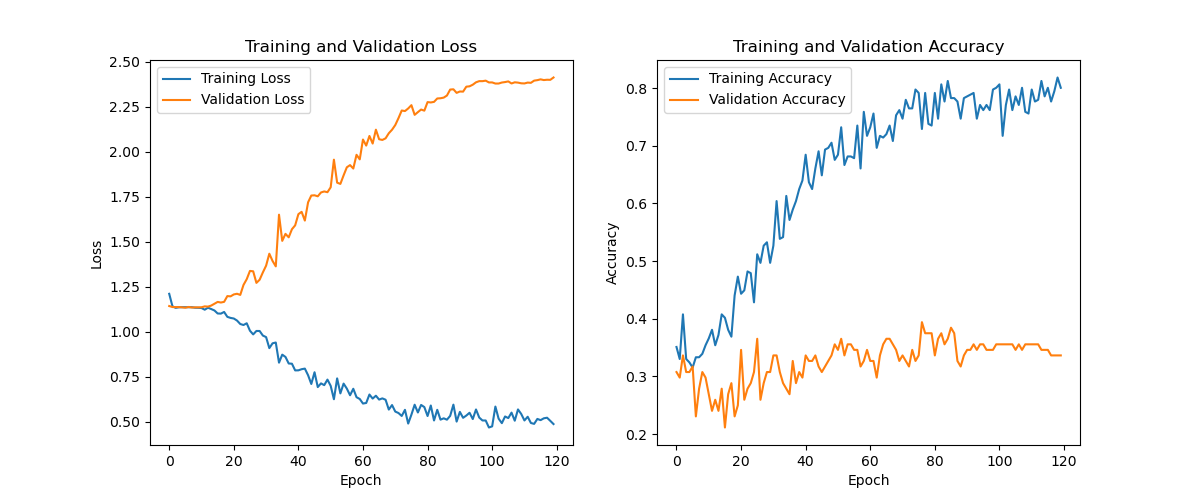 Training and Validation Loss
2.50
2.25
2.00
1.75
1.50
1.25
1.00
0.75
0.50
Loss
Training Loss
Validation Loss
0 20 40 60 80 100 120
Epoch
Training and Validation Accuracy
0.8
0.7
0.6
0.5
0.4
0.3
0.2
Accuracy
Training Accuracy
Validation Accuracy
0 20 40 60 80 100 120
Epoch